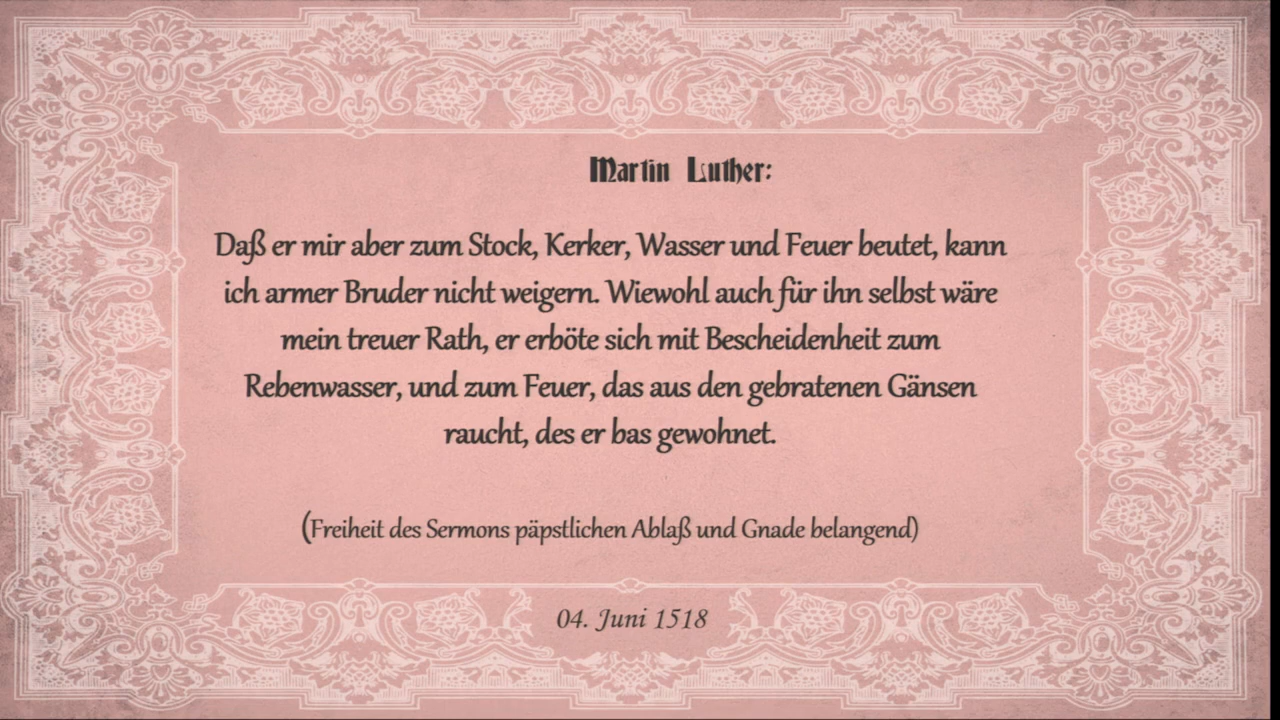 Martin Luther:
Daß er mir aber zum Stock, Kerker, Wasser und Feuer beutet, kann
ich armer Bruder nicht weigern. Wiewohl auch für ihn selbst wäre
mein treuer Rath, er erböte sich mit Bescheidenheit zum
Rebenwasser, und zum Feuer, das aus den gebratenen Gänsen
raucht, des er bas gewohnet.
(Freiheit des Sermons päpstlichen Ablaß und Gnade belangend)
04. Juni 1518